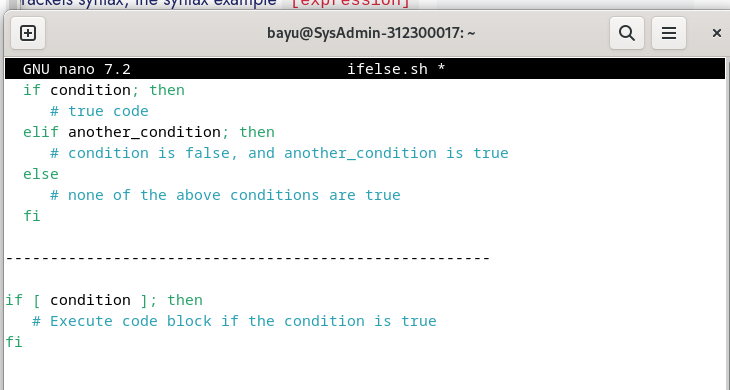 rackets syntax, the syntax example [expression]
bayu@SysAdmin-312300017: ~
GNU nano 7.2 ifelse.sh *
if condition; then
# true code
elif another_condition; then
# condition is false, and another_condition is true
else
# none of the above conditions are true
fi
------------------------------------------------------
if [ condition ]; then
# Execute code block if the condition is true
fi